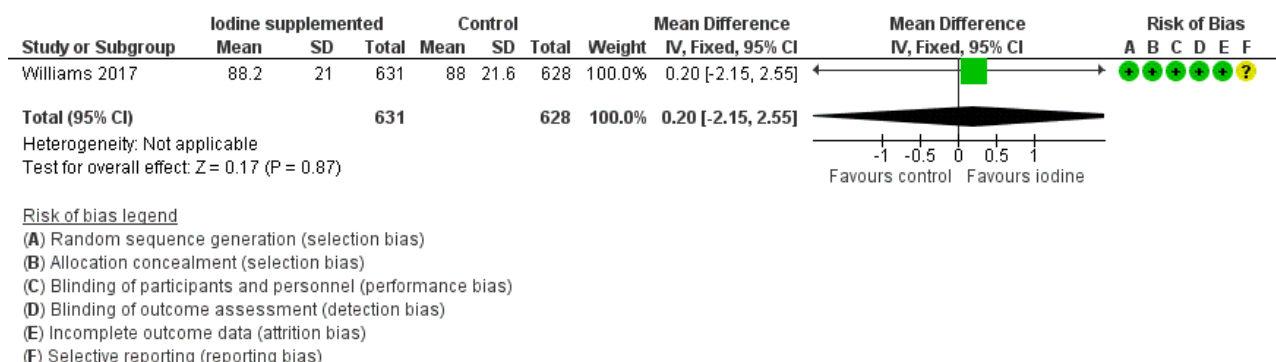 Iodine supplemented Control Mean Difference Mean Difference Risk of Bias
Study or Subgroup Mean SD Total Mean SD Total Weight IV, Fixed, 95% CI IV, Fixed, 95% CI A B C D E F
Williams 2017 88.2 21 631 88 21.6 628 100.0% 0.20 [-2.15, 2.55] + + + + + ?
Total (95% CI) 631 628 100.0% 0.20 [-2.15, 2.55]
Heterogeneity: Not applicable
Test for overall effect: Z = 0.17 (P = 0.87)
-1 -0.5 0 0.5 1
Favours control Favours iodine
Risk of bias legend
(A) Random sequence generation (selection bias)
(B) Allocation concealment (selection bias)
(C) Blinding of participants and personnel (performance bias)
(D) Blinding of outcome assessment (detection bias)
(E) Incomplete outcome data (attrition bias)
(F) Selective reporting (reporting bias)